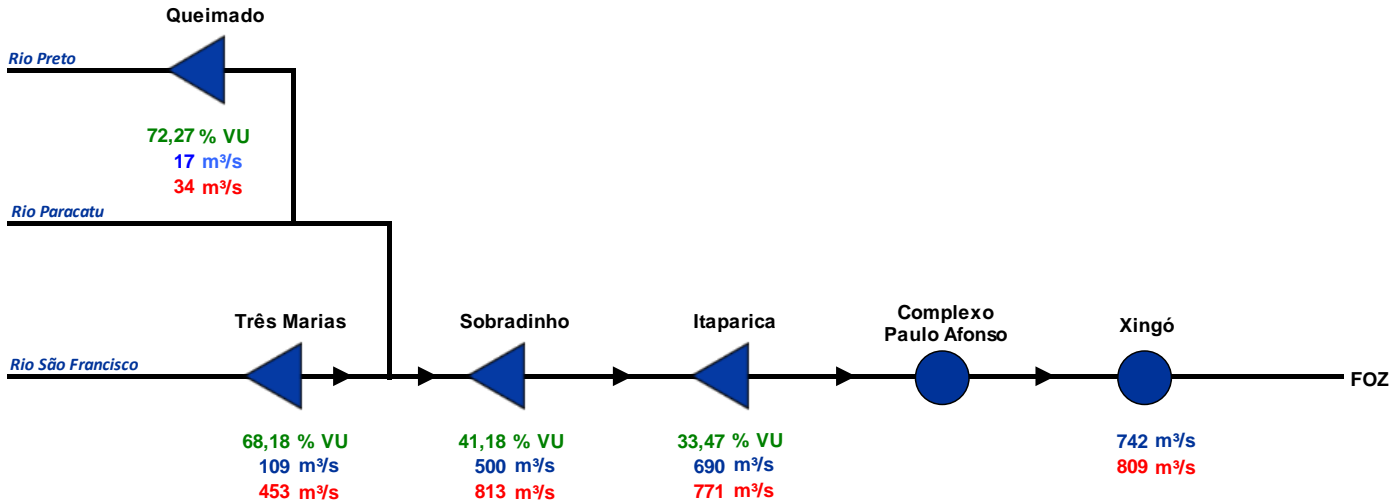 Queimado
Rio Preto
72,27 % VU
17 m³/s
34 m³/s
Rio Paracatu
Três Marias
Sobradinho
Itaparica
Complexo
Paulo Afonso
Xingó
Rio São Francisco
FOZ
68,18 % VU
109 m³/s
453 m³/s
41,18 % VU
500 m³/s
813 m³/s
33,47 % VU
690 m³/s
771 m³/s
742 m³/s
809 m³/s